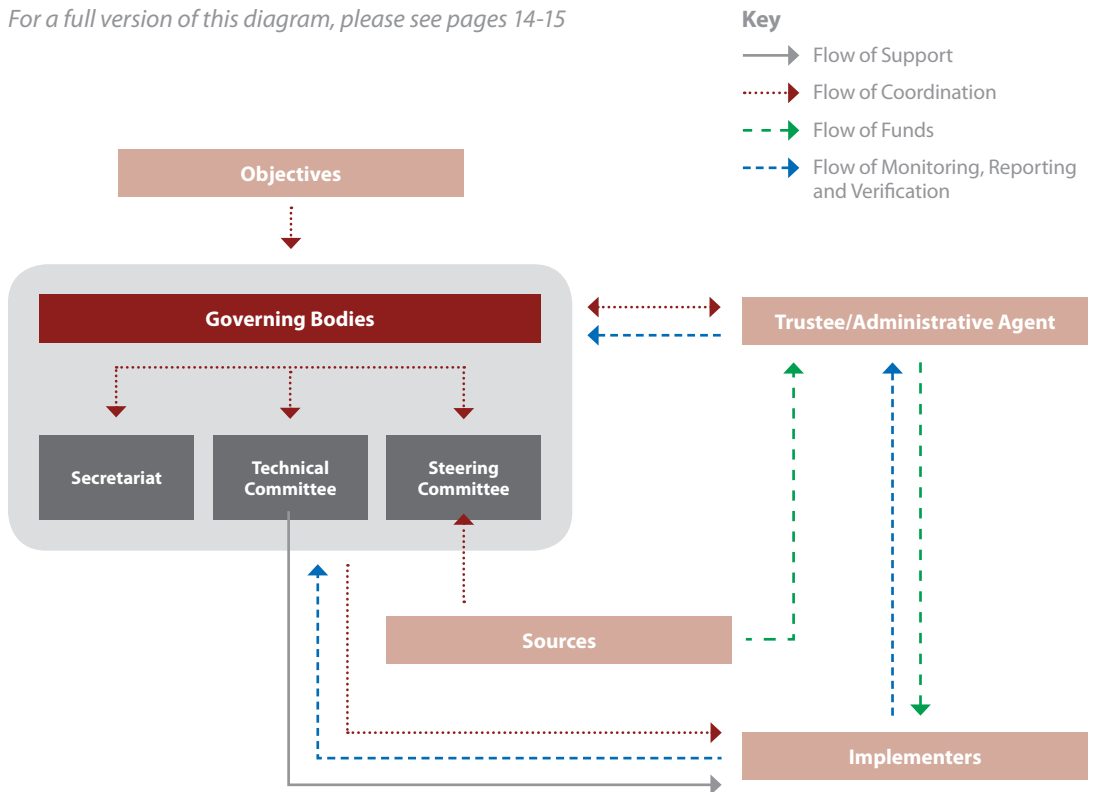 For a full version of this diagram, please see pages 14-15
Key
Flow of Support
Flow of Coordination
Flow of Funds
Flow of Monitoring, Reporting
and Verification
Objectives
Governing Bodies
Trustee/Administrative Agent
Secretariat
Technical
Committee
Steering
Committee
Sources
Implementers